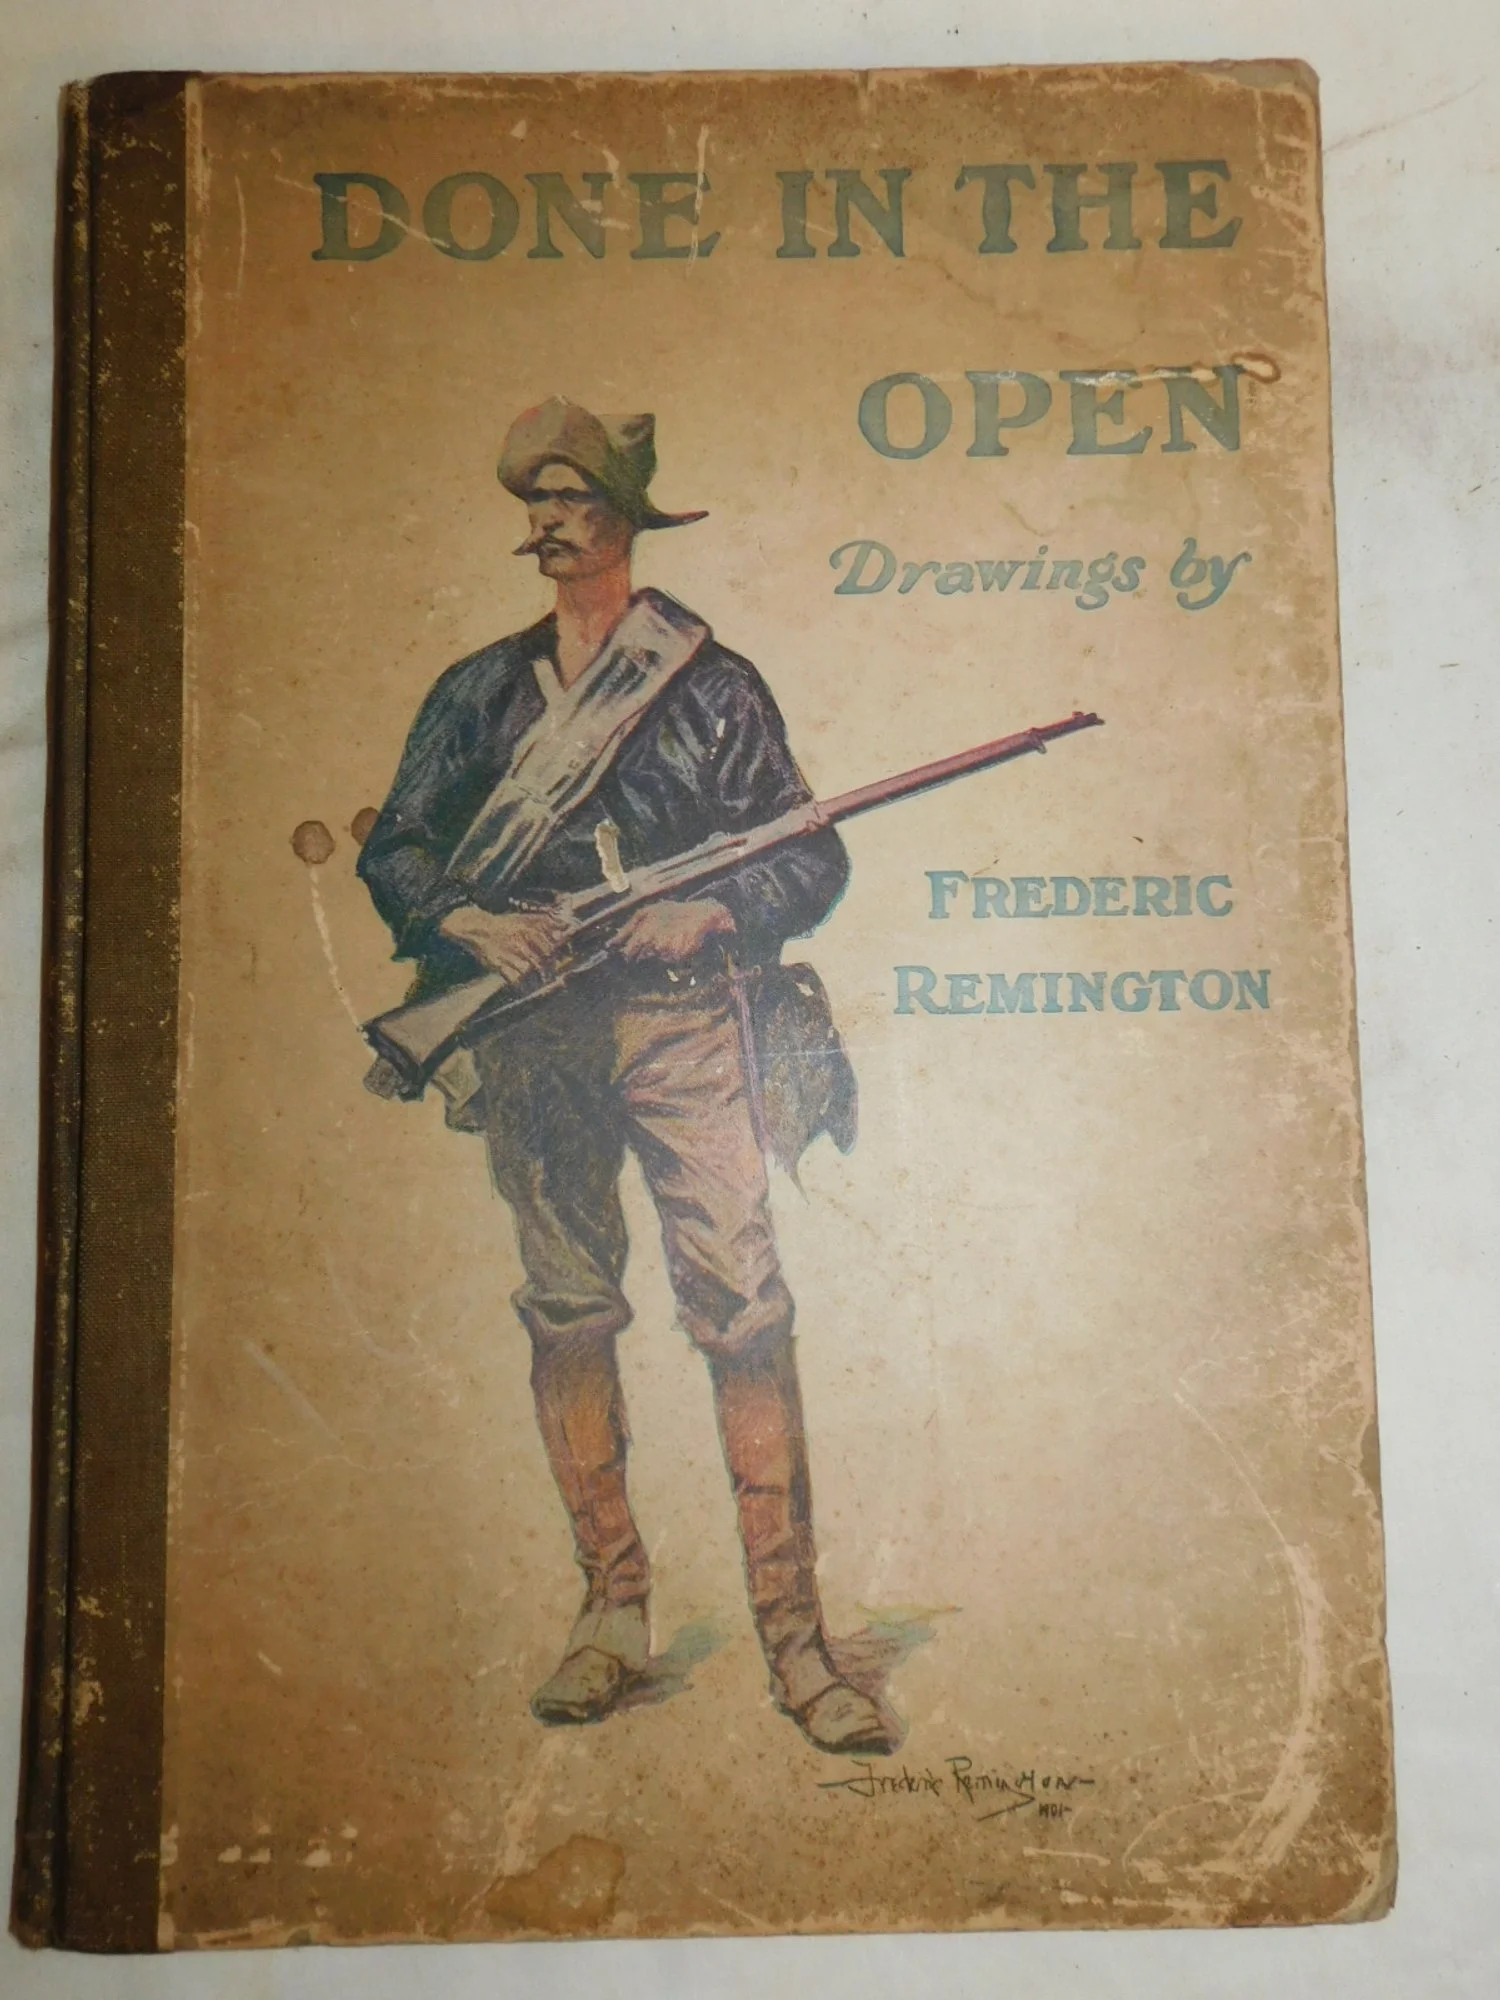 DONE IN THE
OPEN
Drawings by
FREDERIC
REMINGTON
Frederic Remington
1901